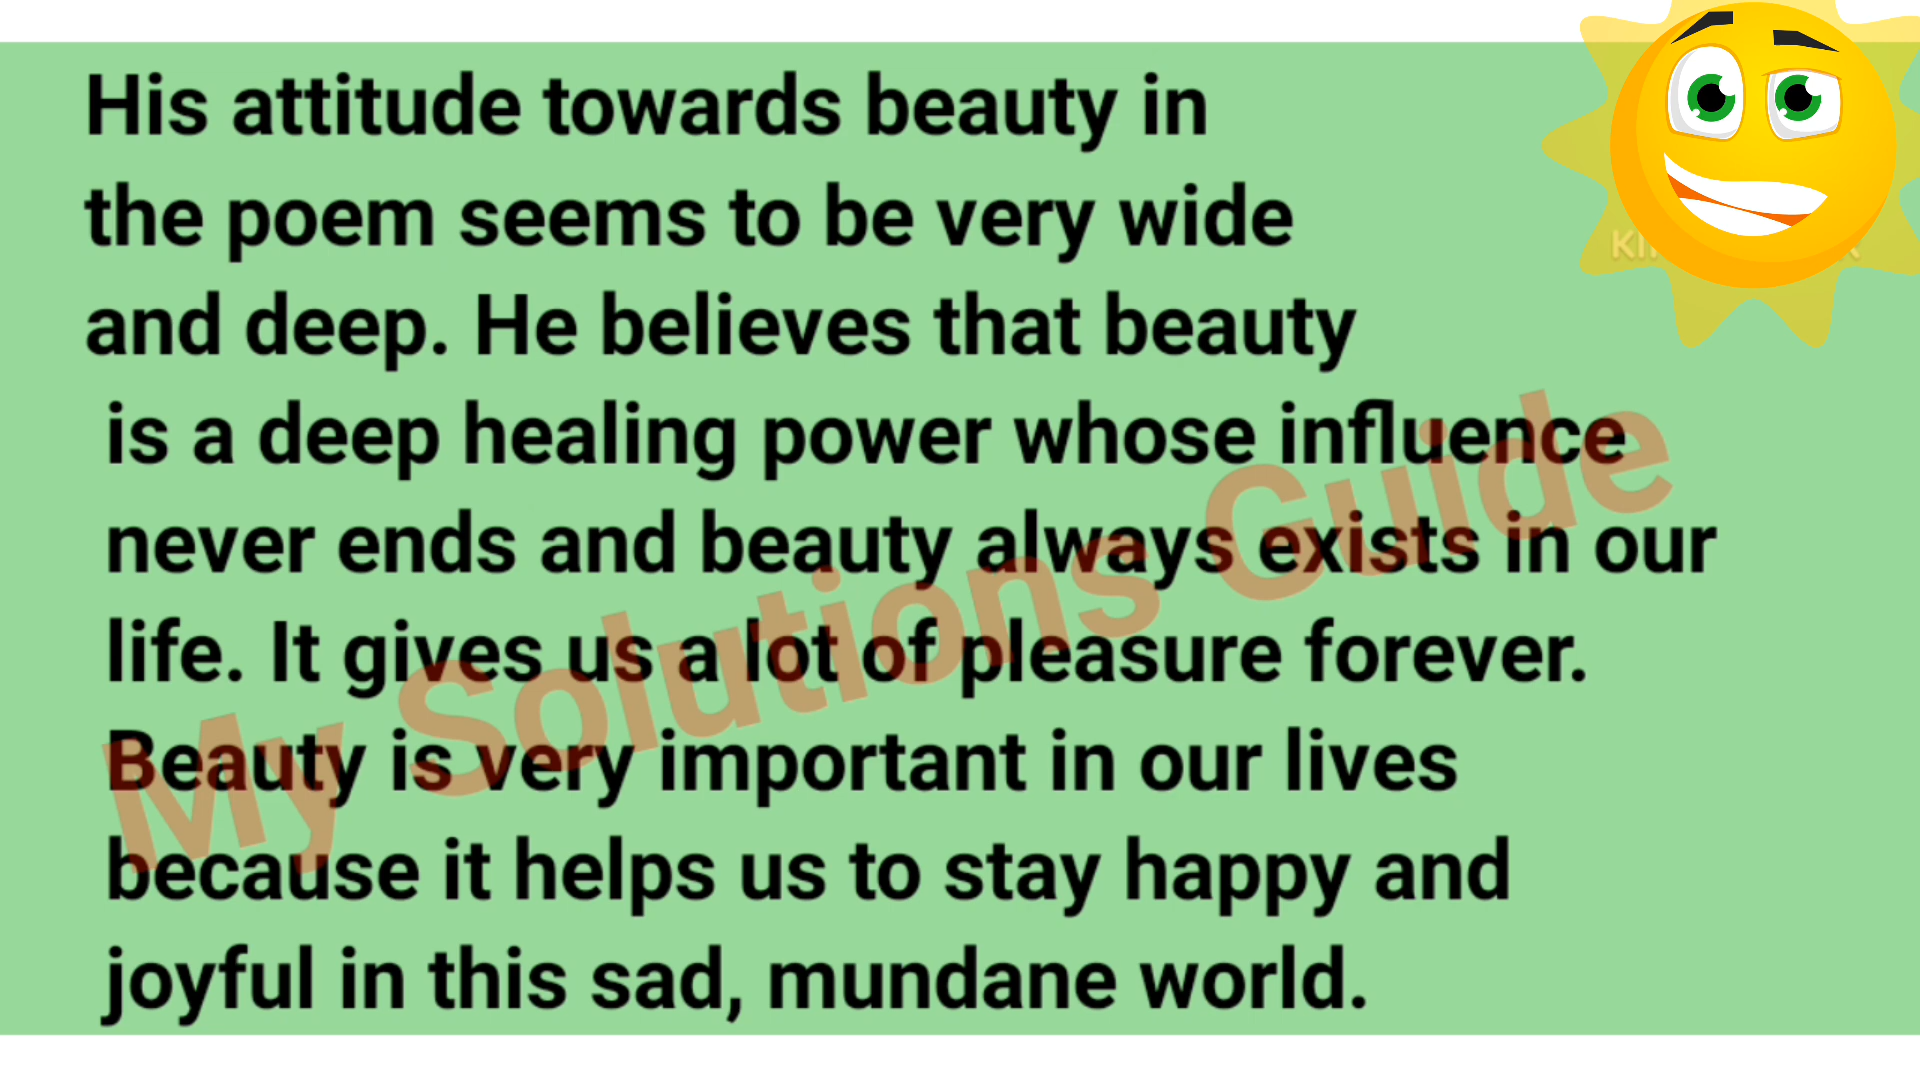 His attitude towards beauty in
the poem seems to be very wide
and deep. He believes that beauty
is a deep healing power whose influence
never ends and beauty always exists in our
life. It gives us a lot of pleasure forever.
Beauty is very important in our lives
because it helps us to stay happy and
joyful in this sad, mundane world.
My Solutions Guide